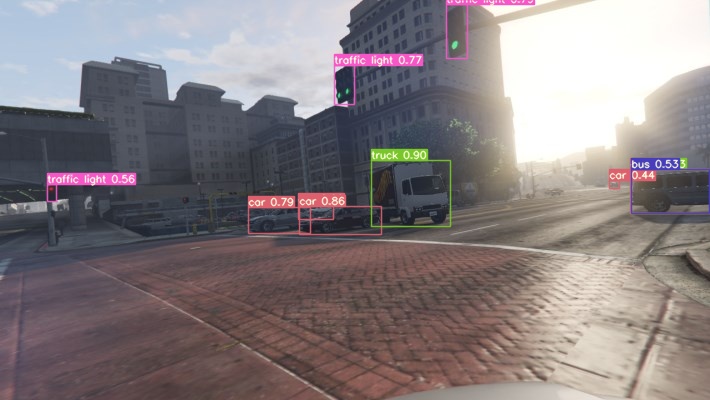 traffic light 0.77
truck 0.90
bus 0.53
car 0.44
traffic light 0.56
car 0.79
car 0.86